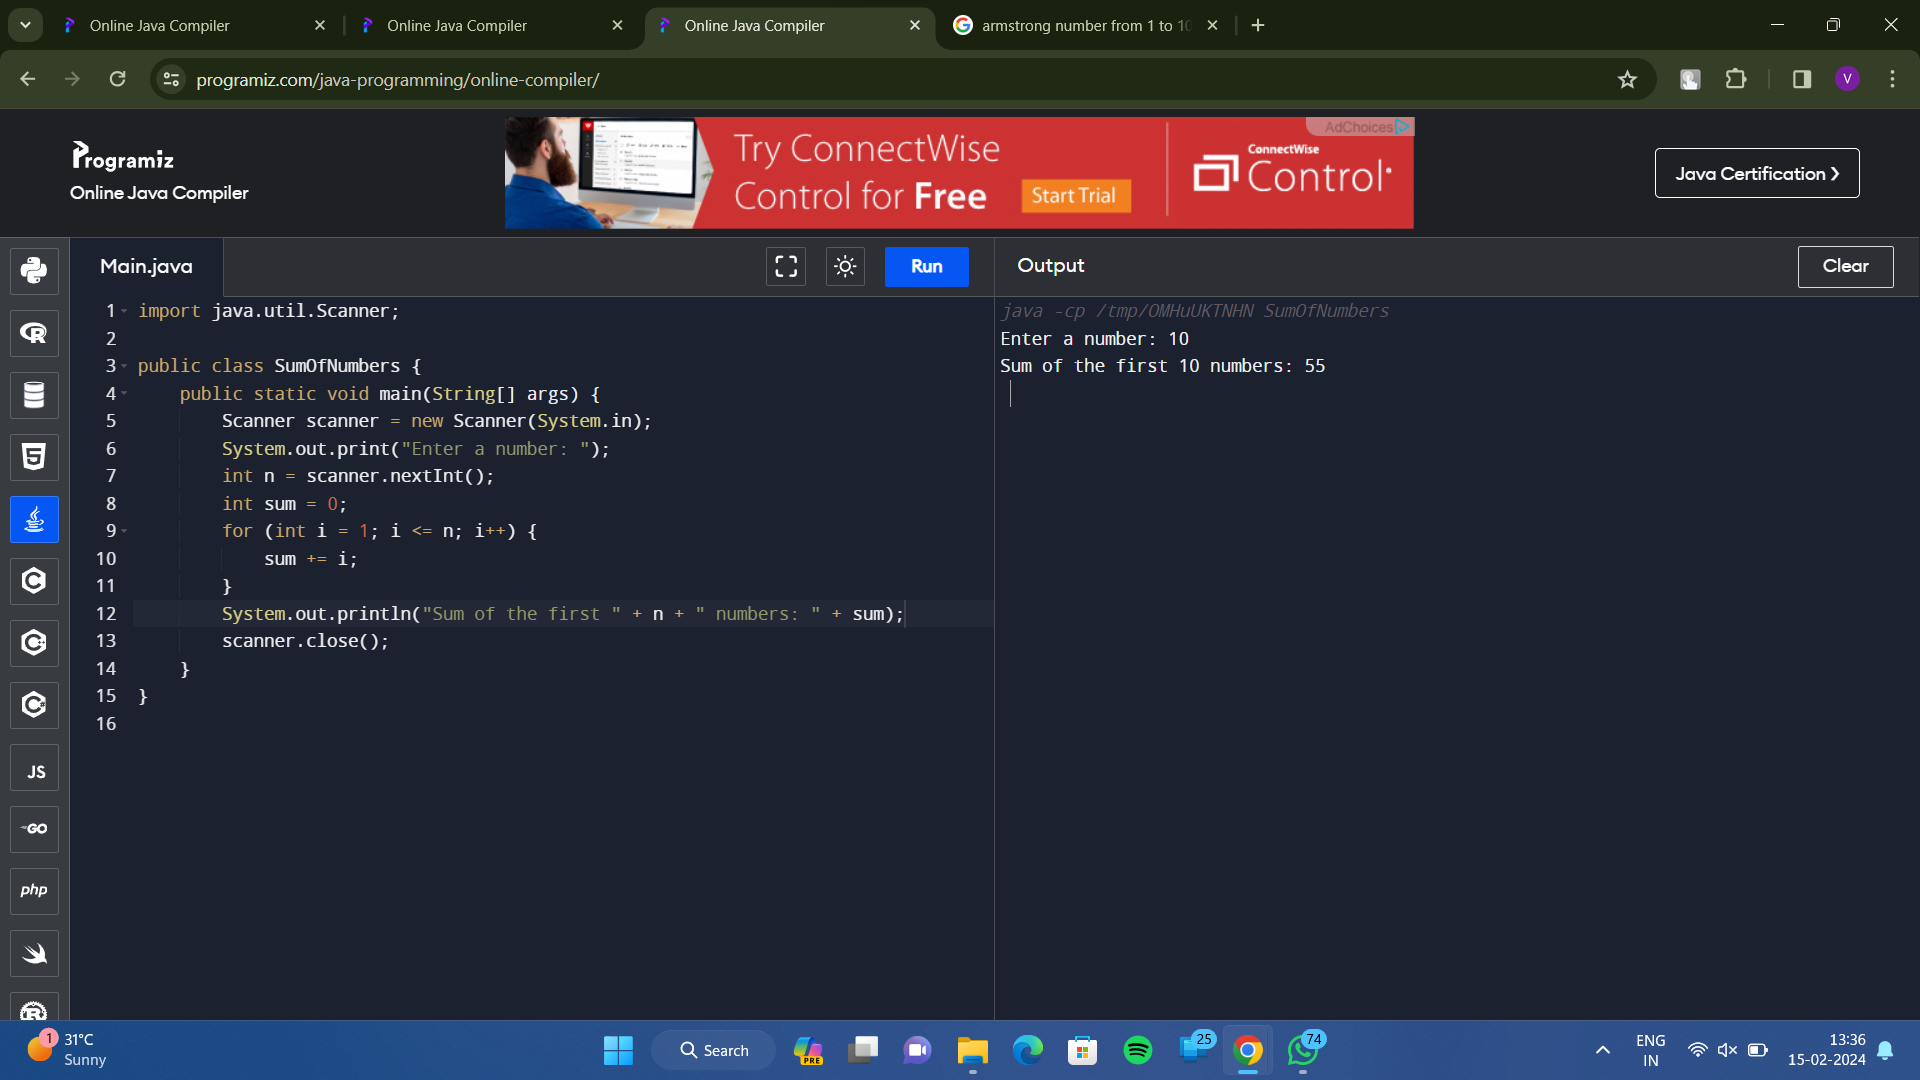 Online Java Compiler
Online Java Compiler
Online Java Compiler
armstrong number from 1 to 10
programiz.com/java-programming/online-compiler/
V
Programiz
Online Java Compiler
Try ConnectWise
Control for Free
Start Trial
AdChoices
ConnectWise
Control
Java Certification ❯
Main.java
Run
Output
Clear
1 import java.util.Scanner;
2
3 public class SumOfNumbers {
4 public static void main(String[] args) {
5 Scanner scanner = new Scanner(System.in);
6 System.out.print("Enter a number: ");
7 int n = scanner.nextInt();
8 int sum = 0;
9 for (int i = 1; i <= n; i++) {
10 sum += i;
11 }
12 System.out.println("Sum of the first " + n + " numbers: " + sum);
13 scanner.close();
14 }
15 }
16
java -cp /tmp/OMHuUKTNHN SumOfNumbers
Enter a number: 10
Sum of the first 10 numbers: 55
JS
GO
php
1
31°C
Sunny
Search
PRE
25
74
ENG
IN
13:36
15-02-2024